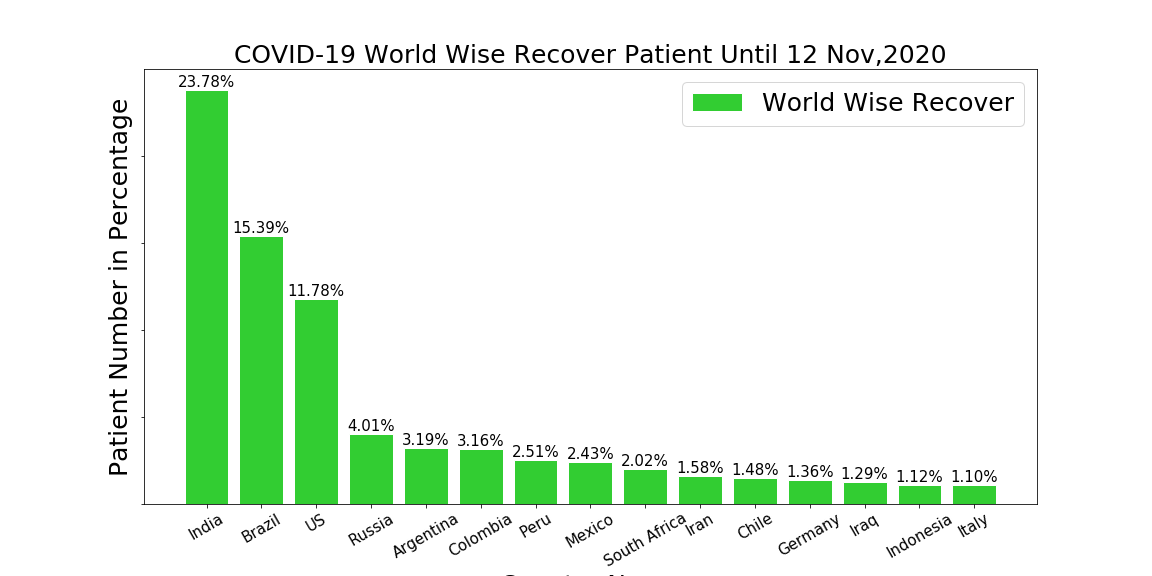 COVID-19 World Wise Recover Patient Until 12 Nov,2020
World Wise Recover
Patient Number in Percentage
23.78%
15.39%
11.78%
4.01%
3.19%
3.16%
2.51%
2.43%
2.02%
1.58%
1.48%
1.36%
1.29%
1.12%
1.10%
India
Brazil
US
Russia
Argentina
Colombia
Peru
Mexico
South Africa
Iran
Chile
Germany
Iraq
Indonesia
Italy